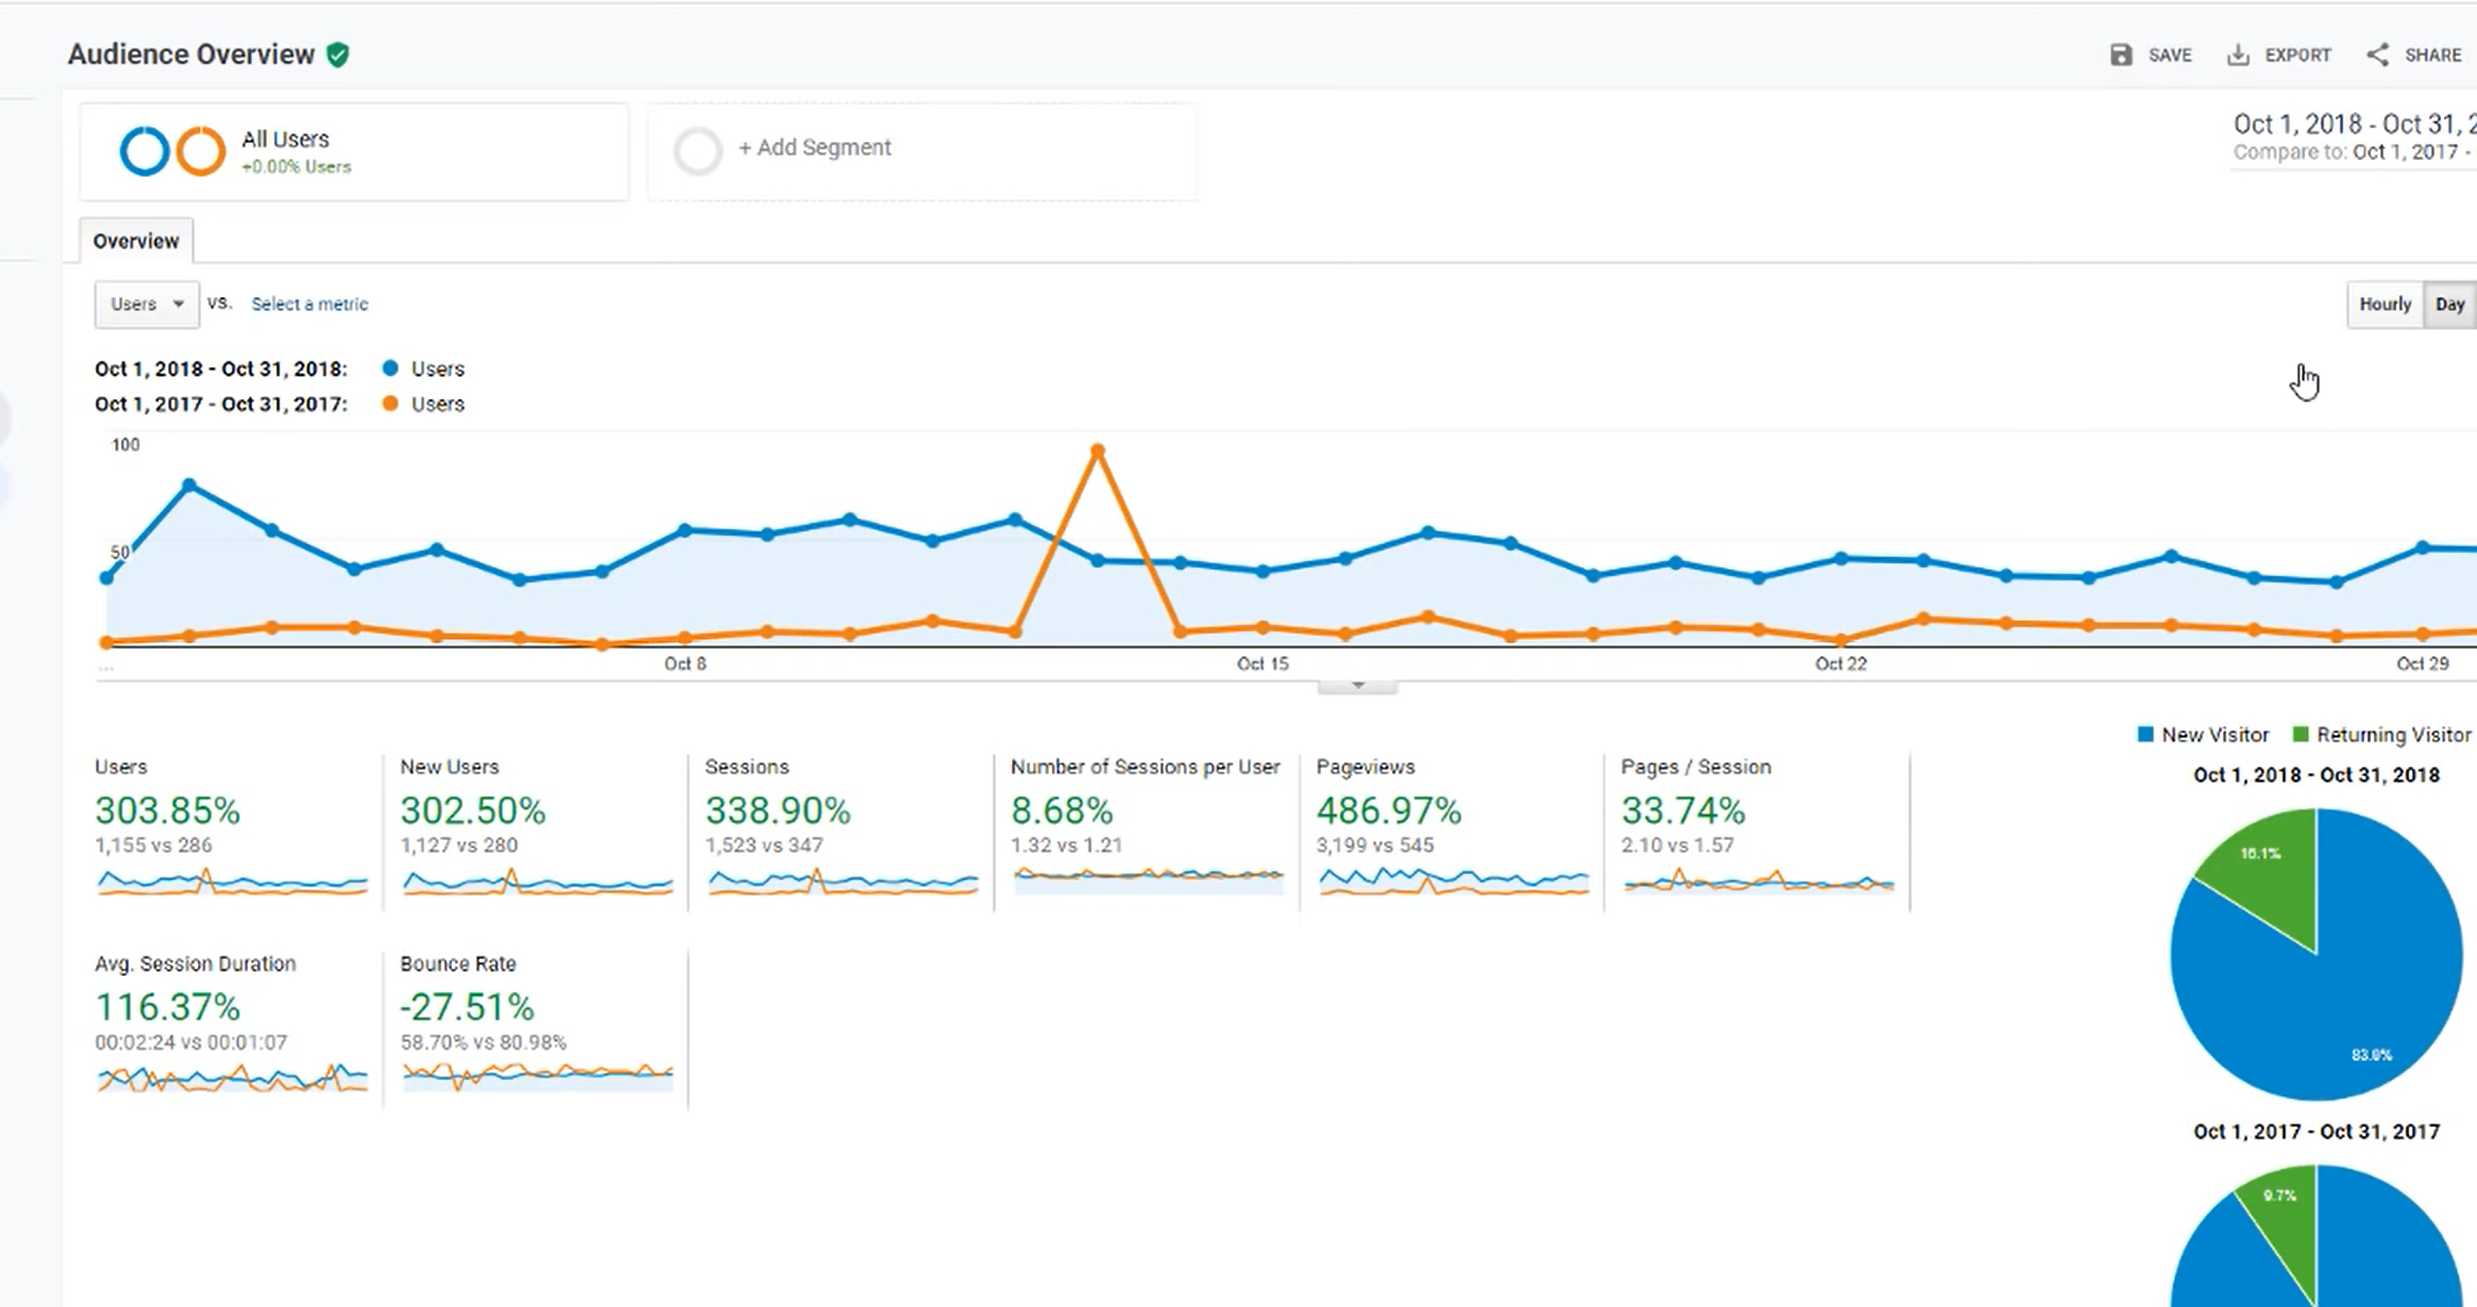 Audience Overview
SAVE EXPORT SHARE
All Users
+0.00% Users
+ Add Segment
Oct 1, 2018 - Oct 31, 2
Compare to: Oct 1, 2017 -
Overview
Users vs. Select a metric
Hourly Day
Oct 1, 2018 - Oct 31, 2018: Users
Oct 1, 2017 - Oct 31, 2017: Users
100
50
... Oct 8 Oct 15 Oct 22 Oct 29
New Visitor Returning Visitor
Users
303.85%
1,155 vs 286
New Users
302.50%
1,127 vs 280
Sessions
338.90%
1,523 vs 347
Number of Sessions per User
8.68%
1.32 vs 1.21
Pageviews
486.97%
3,199 vs 545
Pages / Session
33.74%
2.10 vs 1.57
Avg. Session Duration
116.37%
00:02:24 vs 00:01:07
Bounce Rate
-27.51%
58.70% vs 80.98%
Oct 1, 2018 - Oct 31, 2018
16.1%
83.9%
Oct 1, 2017 - Oct 31, 2017
9.7%